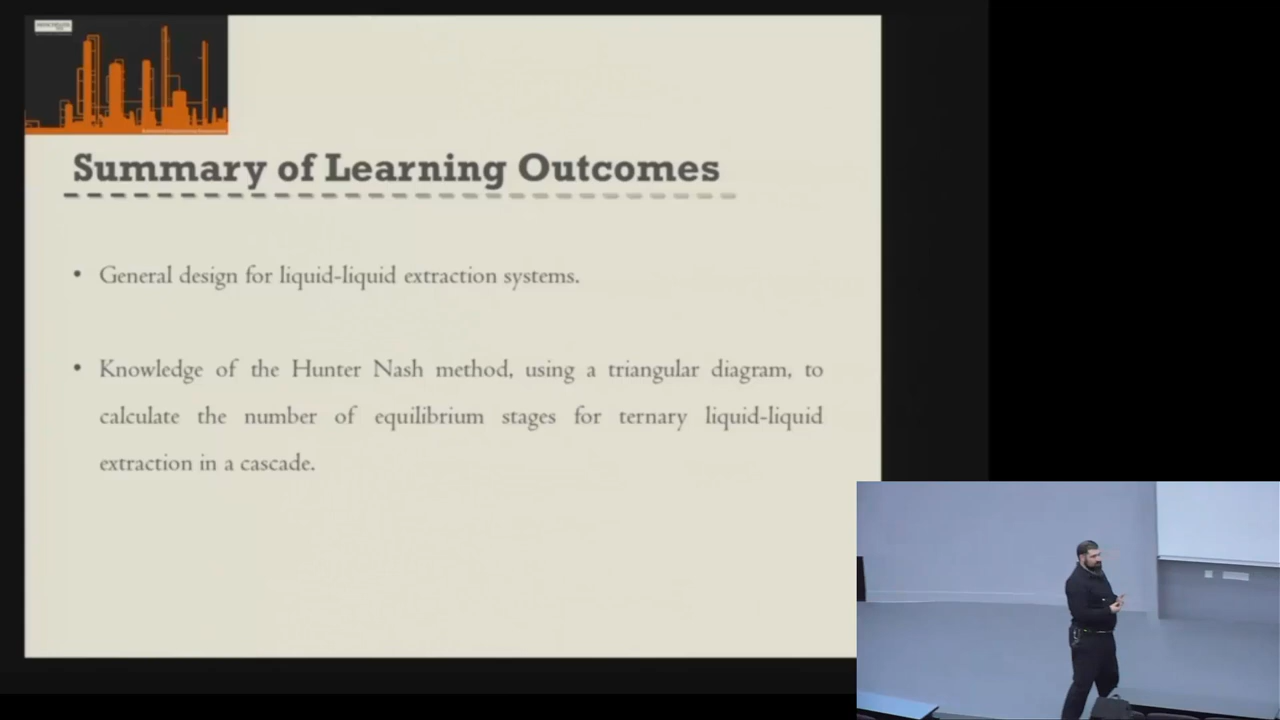 Summary of Learning Outcomes
• General design for liquid-liquid extraction systems.
• Knowledge of the Hunter Nash method, using a triangular diagram, to
calculate the number of equilibrium stages for ternary liquid-liquid
extraction in a cascade.